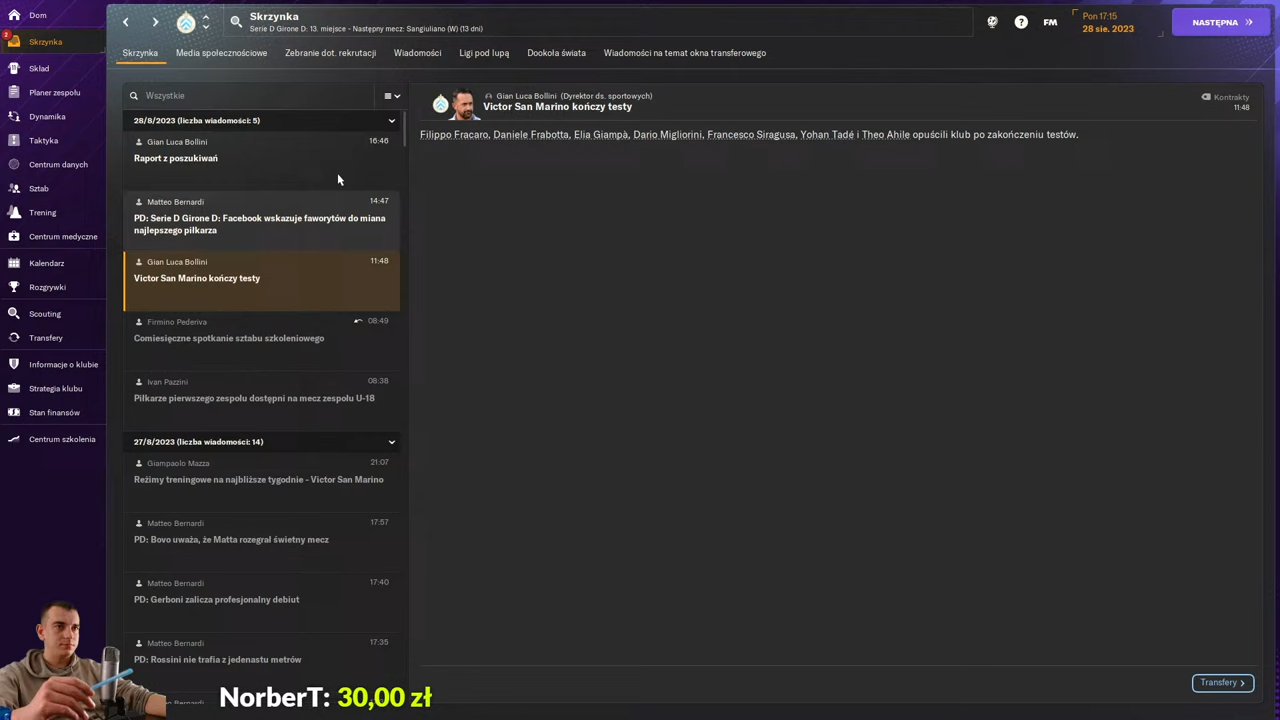 Dom
2
Skrzynka
Skład
Planer zespołu
Dynamika
Taktyka
Centrum danych
Sztab
Trening
Centrum medyczne
Kalendarz
Rozgrywki
Scouting
Transfery
Informacje o klubie
Strategia klubu
Stan finansów
Centrum szkolenia
Skrzynka
Serie D Girone D: 13. miejsce - Następny mecz: Sangiuliano (W) (13 dni)
FM
Pon 17:15
28 sie. 2023
NASTĘPNA
Skrzynka
Media społecznościowe
Zebranie dot. rekrutacji
Wiadomości
Ligi pod lupą
Dookoła świata
Wiadomości na temat okna transferowego
Wszystkie
28/8/2023 (liczba wiadomości: 5)
Gian Luca Bollini 16:46
Raport z poszukiwań
Matteo Bernardi 14:47
PD: Serie D Girone D: Facebook wskazuje faworytów do miana
najlepszego piłkarza
Gian Luca Bollini 11:48
Victor San Marino kończy testy
Firmino Pederiva 08:49
Comiesięczne spotkanie sztabu szkoleniowego
Ivan Pazzini 08:38
Piłkarze pierwszego zespołu dostępni na mecz zespołu U-18
27/8/2023 (liczba wiadomości: 14)
Giampaolo Mazza 21:07
Reżimy treningowe na najbliższe tygodnie - Victor San Marino
Matteo Bernardi 17:57
PD: Bovo uważa, że Matta rozegrał świetny mecz
Matteo Bernardi 17:40
PD: Gerboni zalicza profesjonalny debiut
Matteo Bernardi 17:35
PD: Rossini nie trafia z jedenastu metrów
Gian Luca Bollini (Dyrektor ds. sportowych)
Victor San Marino kończy testy
Kontrakty
11:48
Filippo Fracaro, Daniele Frabotta, Elia Giampà, Dario Migliorini, Francesco Siragusa, Yohan Tadé i Theo Ahile opuścili klub po zakończeniu testów.
Transfery
NorberT: 30,00 zł